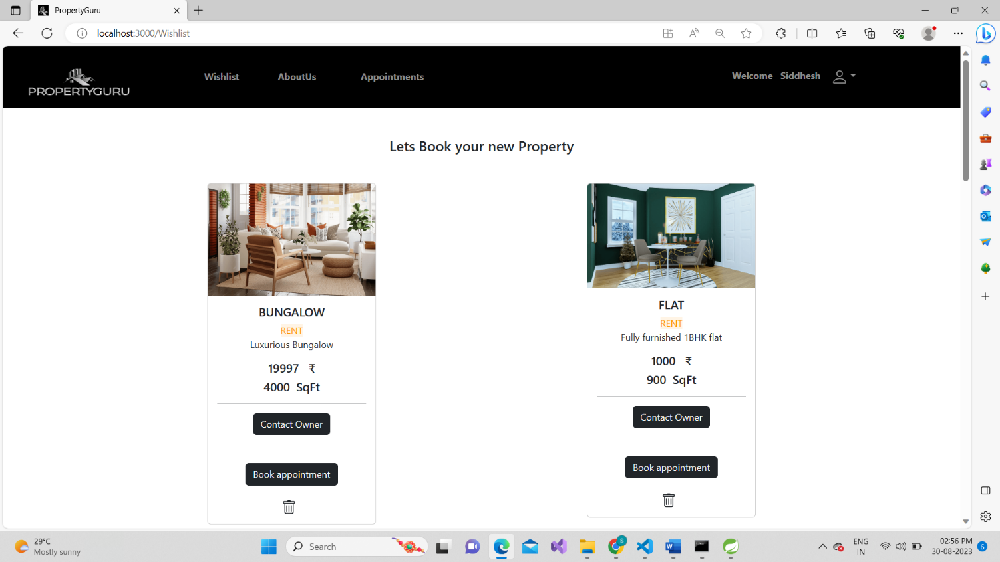 PropertyGuru
localhost:3000/Wishlist
PROPERTYGURU
Wishlist AboutUs Appointments Welcome Siddhesh
Lets Book your new Property
BUNGALOW
RENT
Luxurious Bungalow
19997 ₹
4000 SqFt
Contact Owner
Book appointment
FLAT
RENT
Fully furnished 1BHK flat
1000 ₹
900 SqFt
Contact Owner
Book appointment
29°C
Mostly sunny
Search
S
ENG
IN
02:56 PM
30-08-2023
6